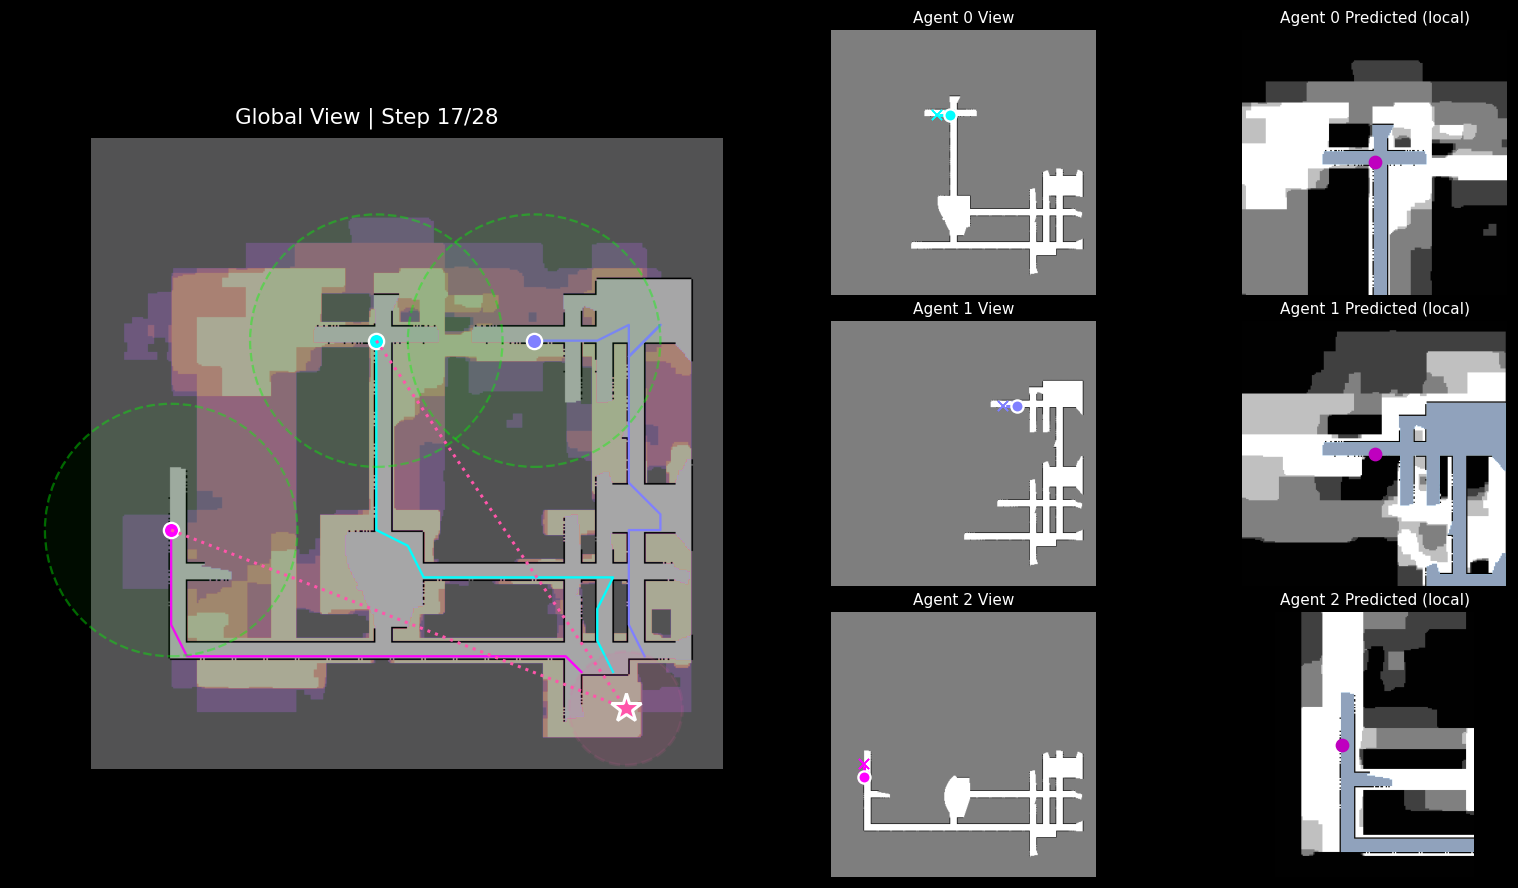 Global View | Step 17/28
Agent 0 View
Agent 0 Predicted (local)
Agent 1 View
Agent 1 Predicted (local)
Agent 2 View
Agent 2 Predicted (local)